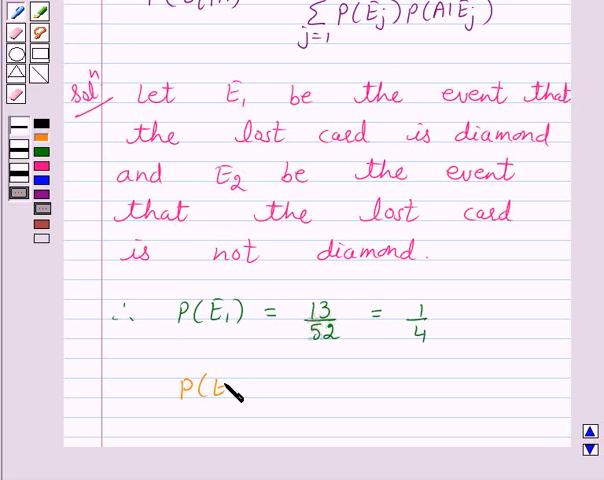 ∑ P(Ej) P(A|Ej)
j=1
Solⁿ Let E₁ be the event that
the lost card is diamond
and E₂ be the event
that the lost card
is not diamond.
∴ P(E₁) = 13/52 = 1/4
P(E